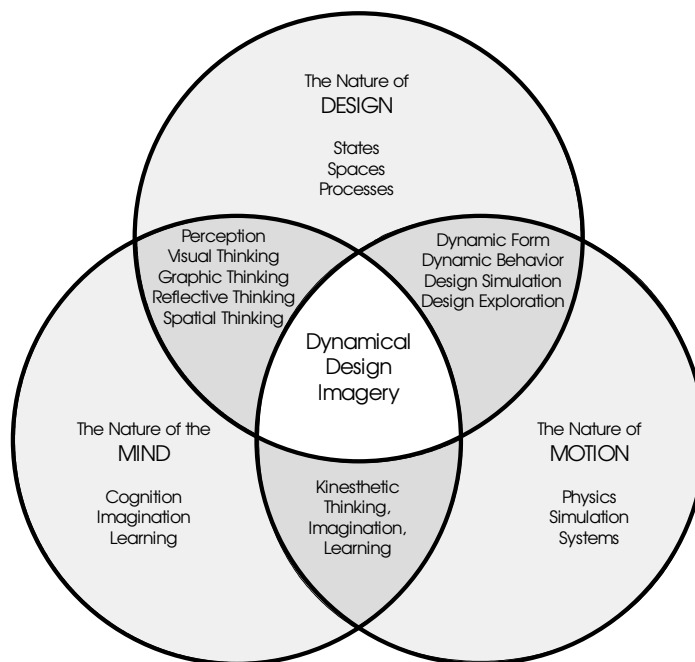 The Nature of
DESIGN
States
Spaces
Processes
Perception
Visual Thinking
Graphic Thinking
Reflective Thinking
Spatial Thinking
Dynamic Form
Dynamic Behavior
Design Simulation
Design Exploration
Dynamical
Design
Imagery
The Nature of the
MIND
Cognition
Imagination
Learning
Kinesthetic
Thinking,
Imagination,
Learning
The Nature of
MOTION
Physics
Simulation
Systems